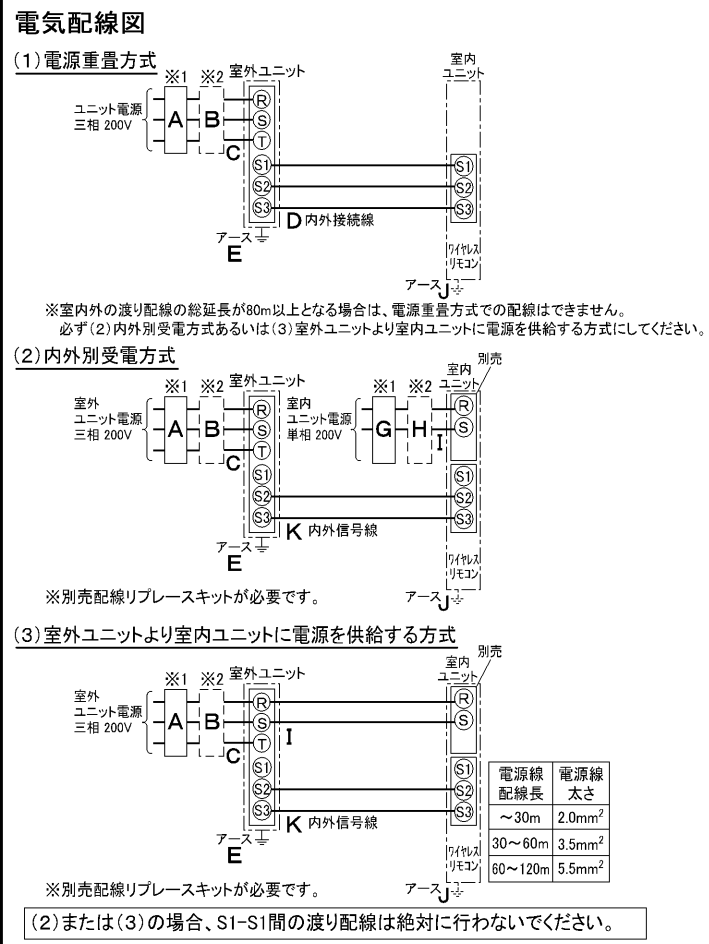 電気配線図
(1)電源重畳方式
※1 ※2 室外ユニット
室内
ユニット
ユニット電源
三相 200V
A B
C
R
S
T
S1
S2
S3
S1
S2
S3
D 内外接続線
アース
E
ワイヤレス
リモコン
アース J
※室内外の渡り配線の総延長が80m以上となる場合は、電源重畳方式での配線はできません。
必ず(2)内外別受電方式あるいは(3)室外ユニットより室内ユニットに電源を供給する方式にしてください。
(2)内外別受電方式
※1 ※2 室外ユニット
※1 ※2
室内
ユニット
別売
室外
ユニット電源
三相 200V
A B
C
R
S
T
S1
S2
S3
室内
ユニット電源
単相 200V
G H
I
R
S
S1
S2
S3
K 内外信号線
アース
E
ワイヤレス
リモコン
アース J
※別売配線リプレースキットが必要です。
(3)室外ユニットより室内ユニットに電源を供給する方式
※1 ※2 室外ユニット
室内
ユニット
別売
室外
ユニット電源
三相 200V
A B
C
R
S
T
S1
S2
S3
I
R
S
S1
S2
S3
K 内外信号線
アース
E
ワイヤレス
リモコン
アース J
電源線
配線長
電源線
太さ
～30m 2.0mm²
30～60m 3.5mm²
60～120m 5.5mm²
※別売配線リプレースキットが必要です。
(2)または(3)の場合、S1-S1間の渡り配線は絶対に行わないでください。